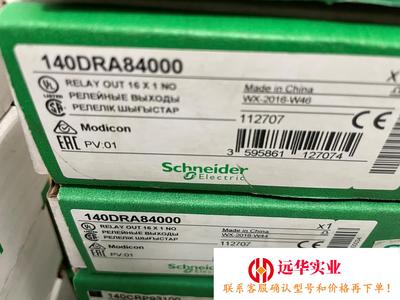 140DRA84000
x1
RELAY OUT 16 X 1 NO
РЕЛЕЙНЫЕ ВЫХОДЫ
РЕЛЕЛІК ШЫҒЫСТАР
Made in China
WX-2016-W46
112707
Modicon
PV:01
3 595861 127074
Schneider
Electric
140DRA84000
x1
RELAY OUT 16 X 1 NO
РЕЛЕЙНЫЕ ВЫХОДЫ
РЕЛЕЛІК ШЫҒЫСТАР
Made in China
WX-2016-W44
112707
Modicon
PV:01
140CRP93100
远华实业
联系客服确认型号和价格再下单!